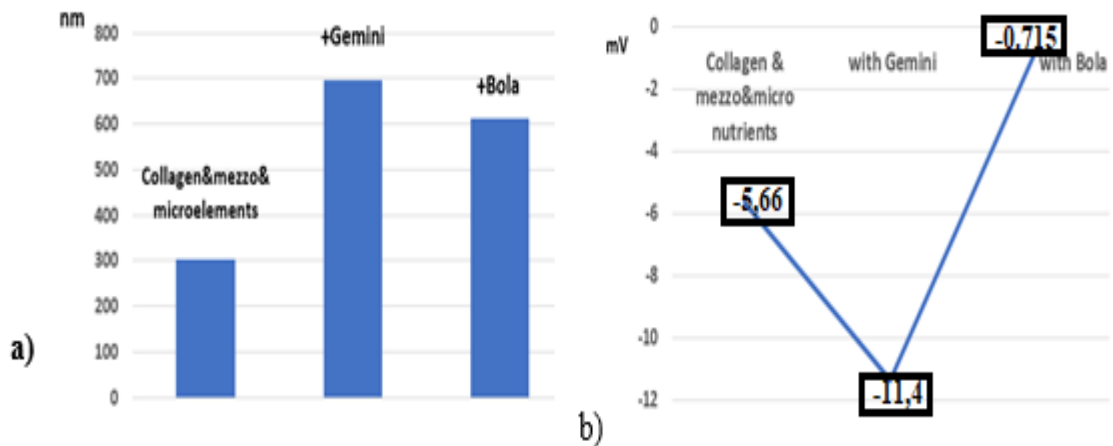 nm
800
700
600
500
400
300
200
100
0
+Gemini
+Bola
Collagen&mezzo&
microelements
a)
mV
0
-2
-4
-6
-8
-10
-12
Collagen &
mezzo&micro
nutrients
with Gemini
with Bola
-5,66
-11,4
-0,715
b)